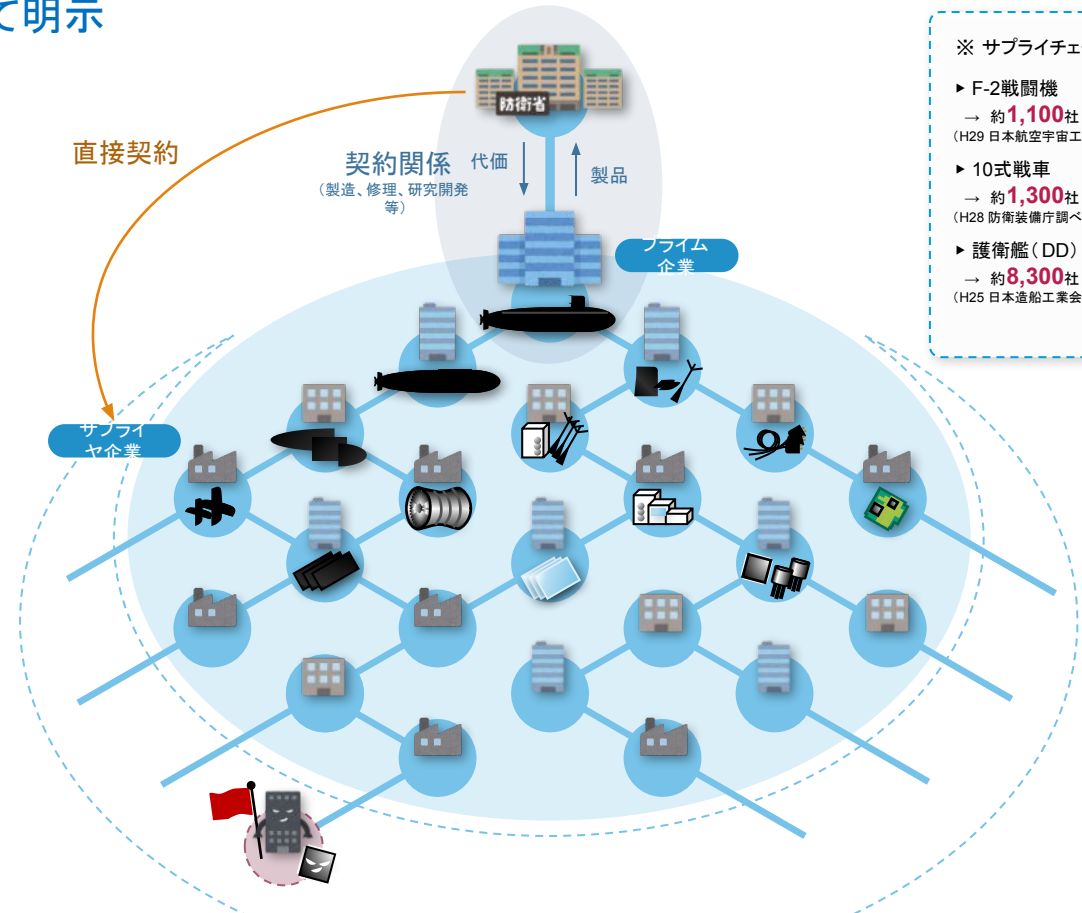 て明示
防衛省
直接契約
契約関係
（製造、修理、研究開発
等）
代価
製品
プライム
企業
サプライ
ヤ企業
※ サプライチェ
▶ F-2戦闘機
→ 約1,100社
（H29 日本航空宇宙工
▶ 10式戦車
→ 約1,300社
（H28 防衛装備庁調べ
▶ 護衛艦（DD）
→ 約8,300社
（H25 日本造船工業会